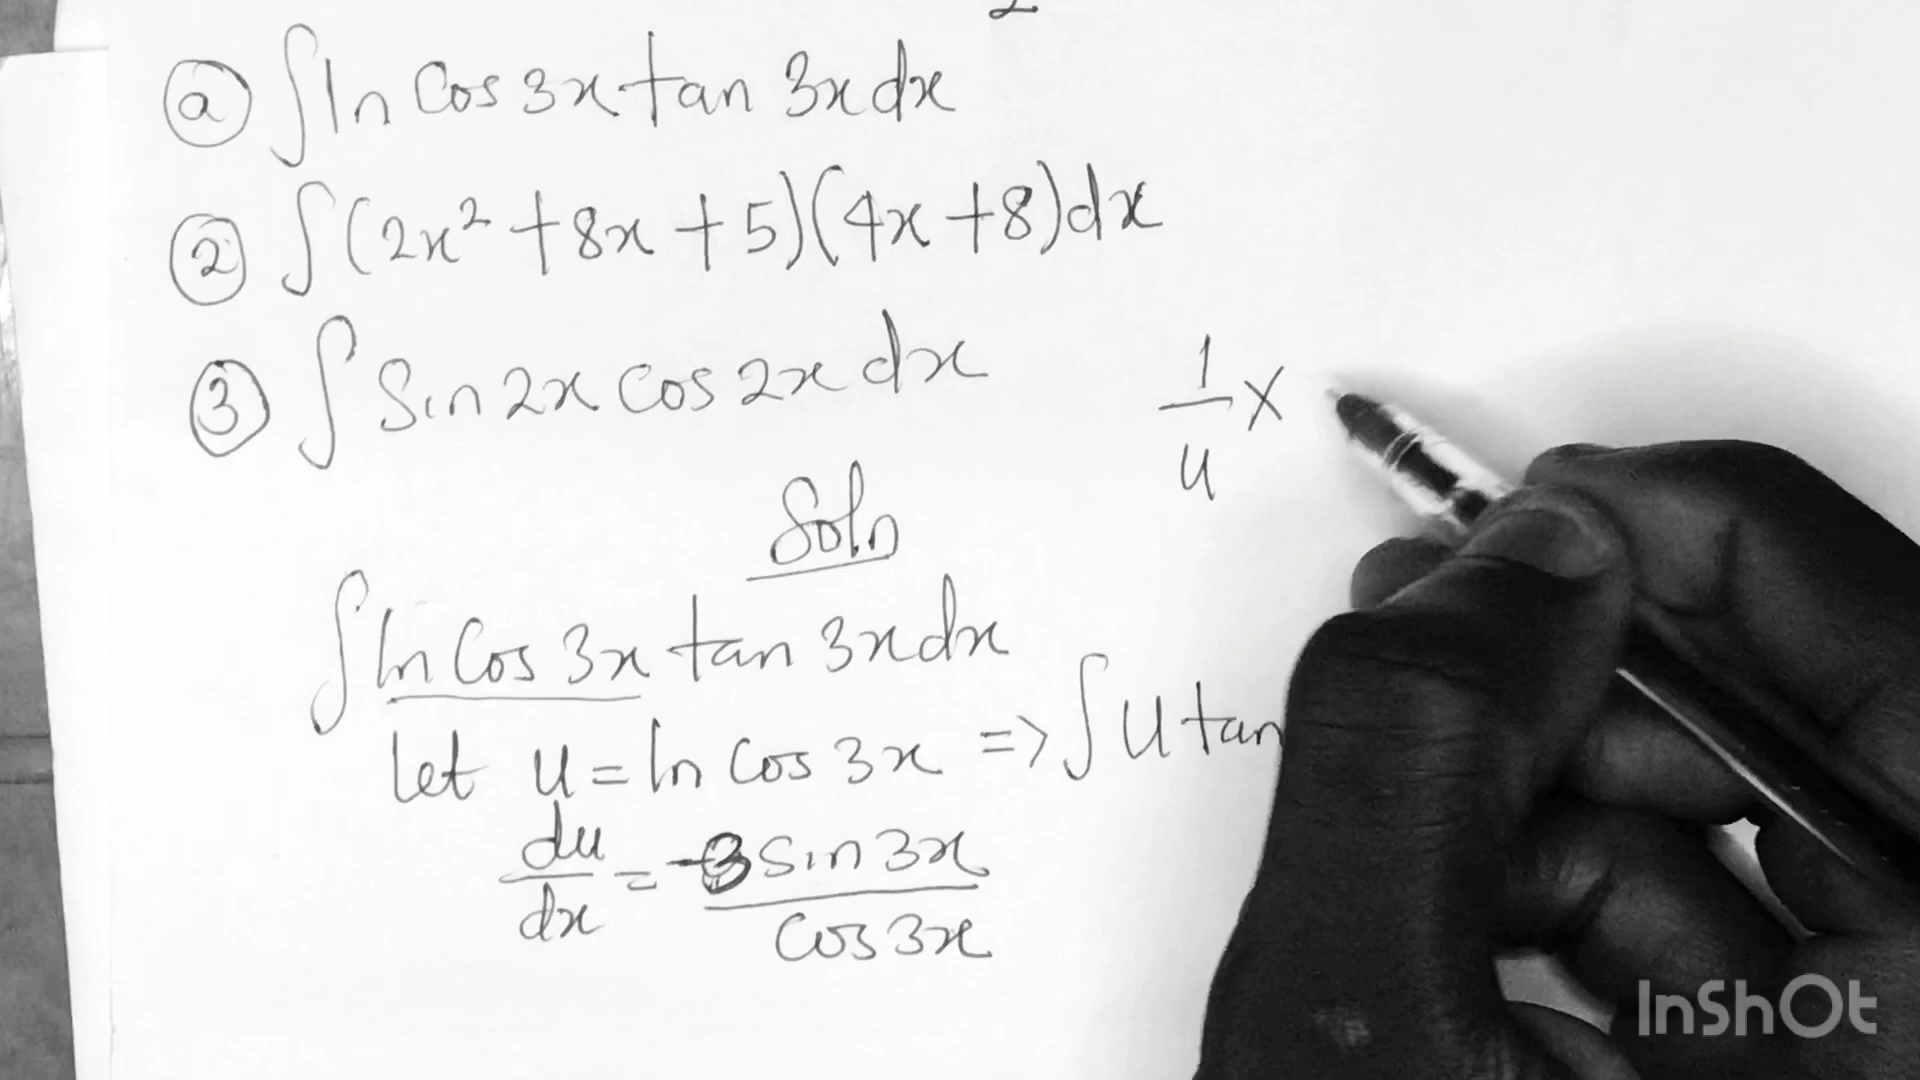 ⓐ ∫ln Cos 3x tan 3x dx
② ∫(2x² + 8x + 5)(4x + 8)dx
③ ∫ Sin 2x cos 2x dx
1/u ×
Soln
∫ln Cos 3x tan 3x dx
let u = ln Cos 3x => ∫ u tan
du/dx = -3 sin 3x / cos 3x
InShOt